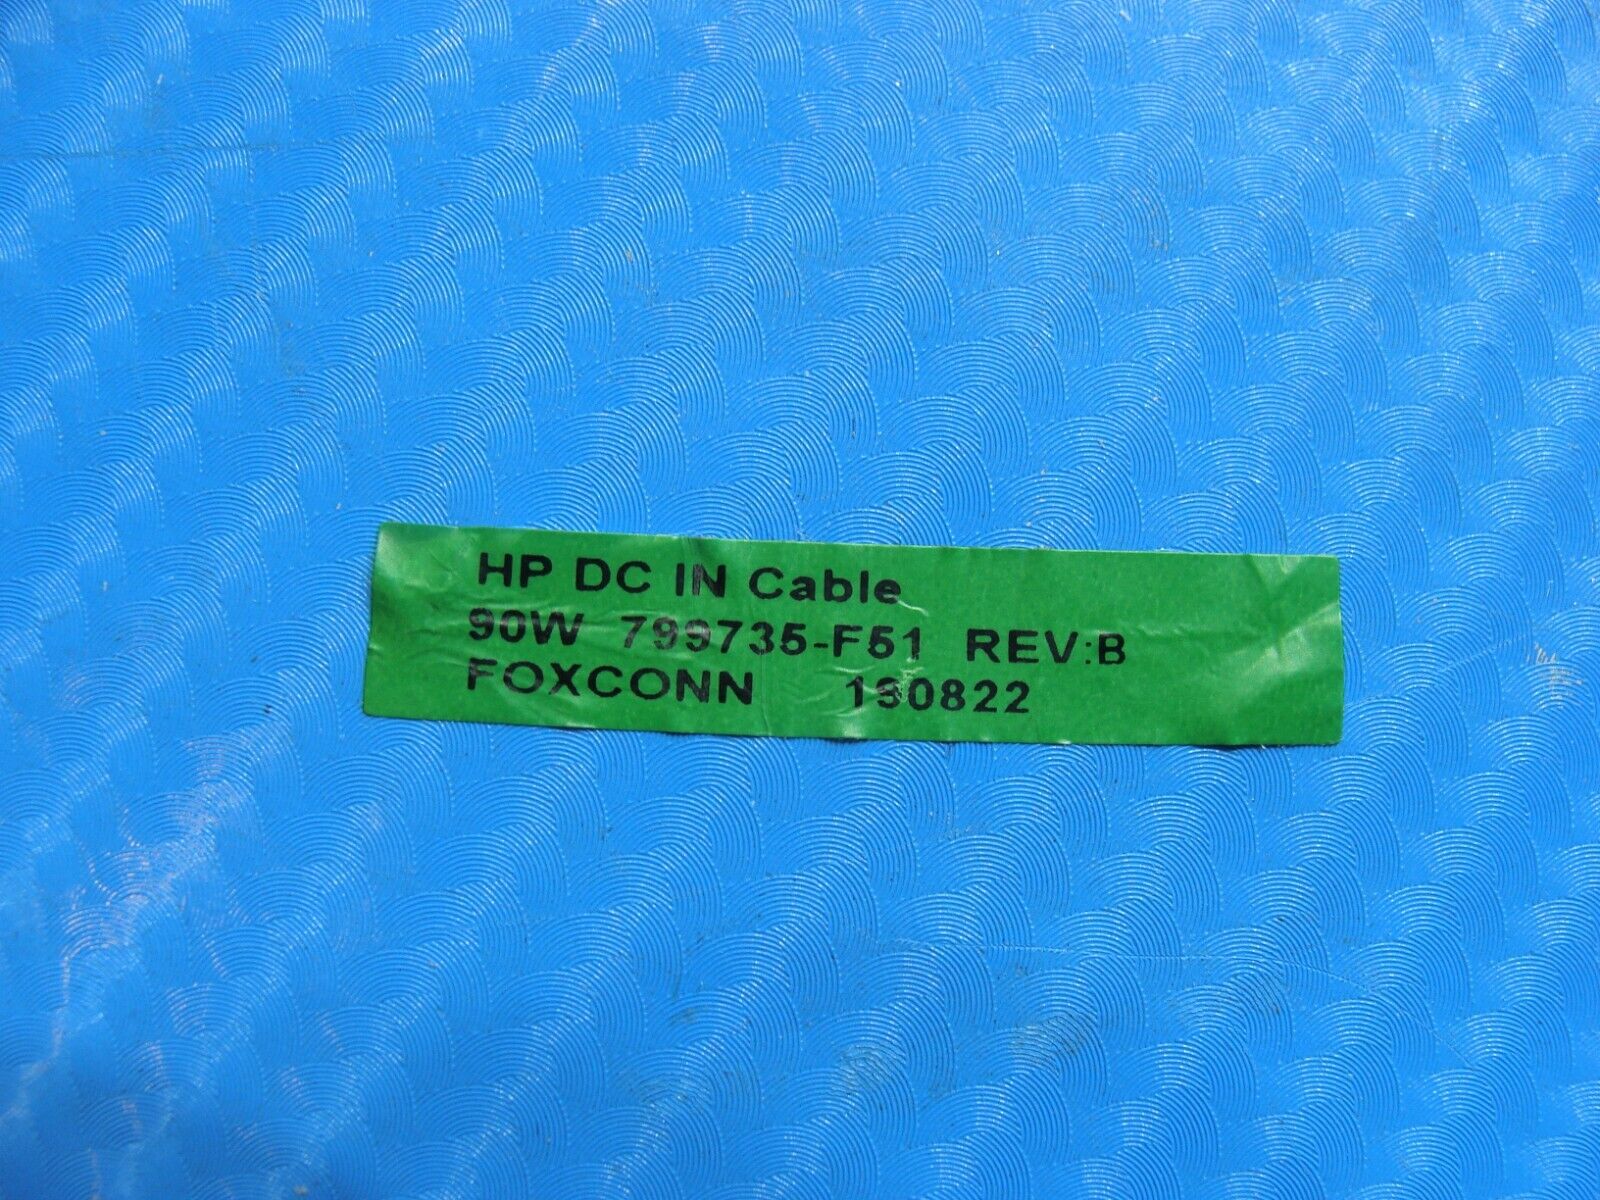 HP DC IN Cable
90W 799735-F51 REV:B
FOXCONN 190822